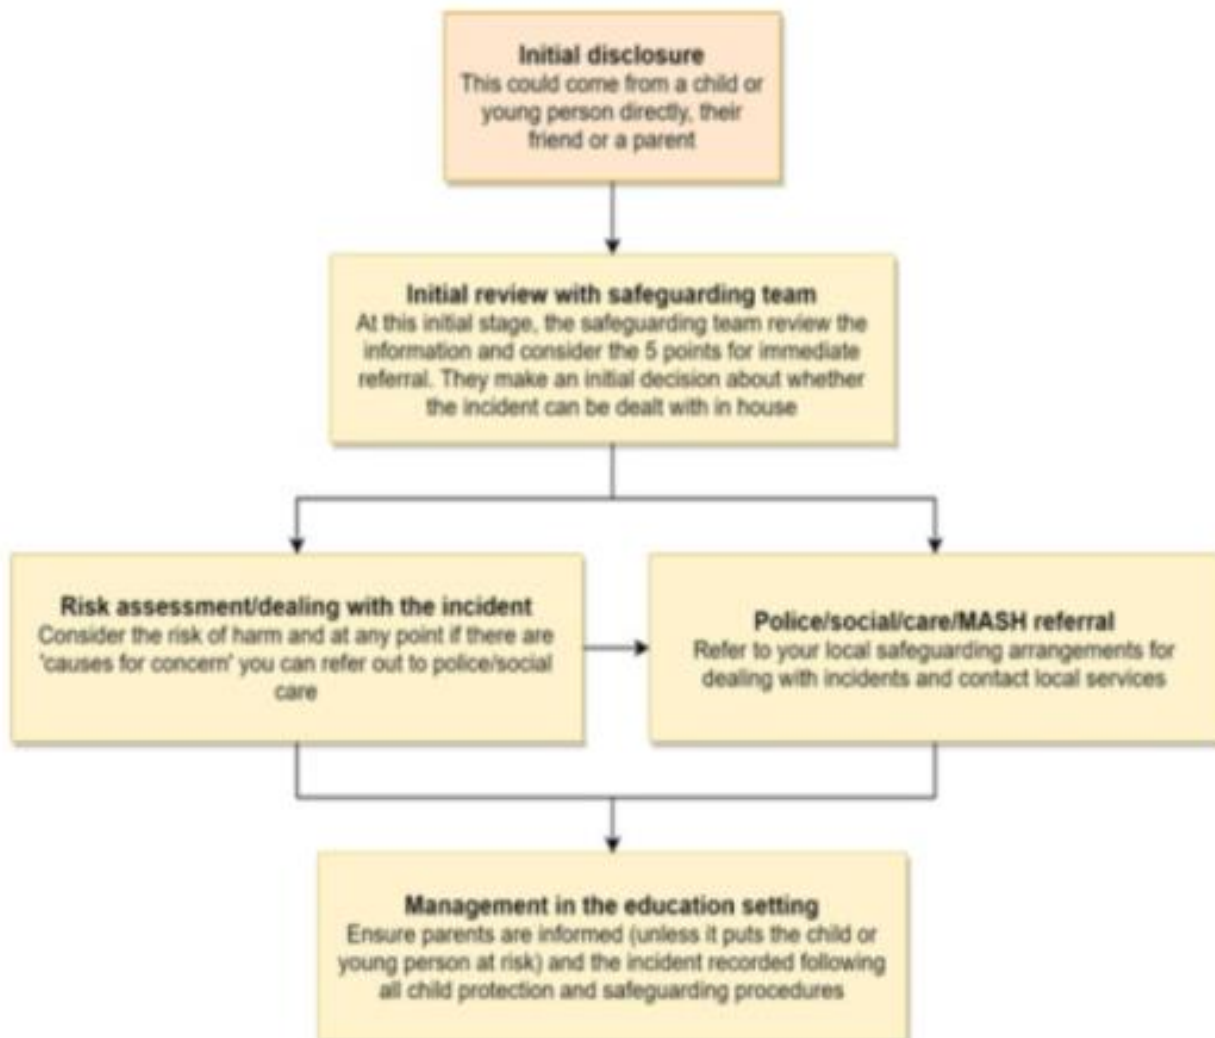 Initial disclosure
This could come from a child or
young person directly, their
friend or a parent
Initial review with safeguarding team
At this initial stage, the safeguarding team review the
information and consider the 5 points for immediate
referral. They make an initial decision about whether
the incident can be dealt with in house
Risk assessment/dealing with the incident
Consider the risk of harm and at any point if there are
'causes for concern' you can refer out to police/social
care
Police/social/care/MASH referral
Refer to your local safeguarding arrangements for
dealing with incidents and contact local services
Management in the education setting
Ensure parents are informed (unless it puts the child or
young person at risk) and the incident recorded following
all child protection and safeguarding procedures